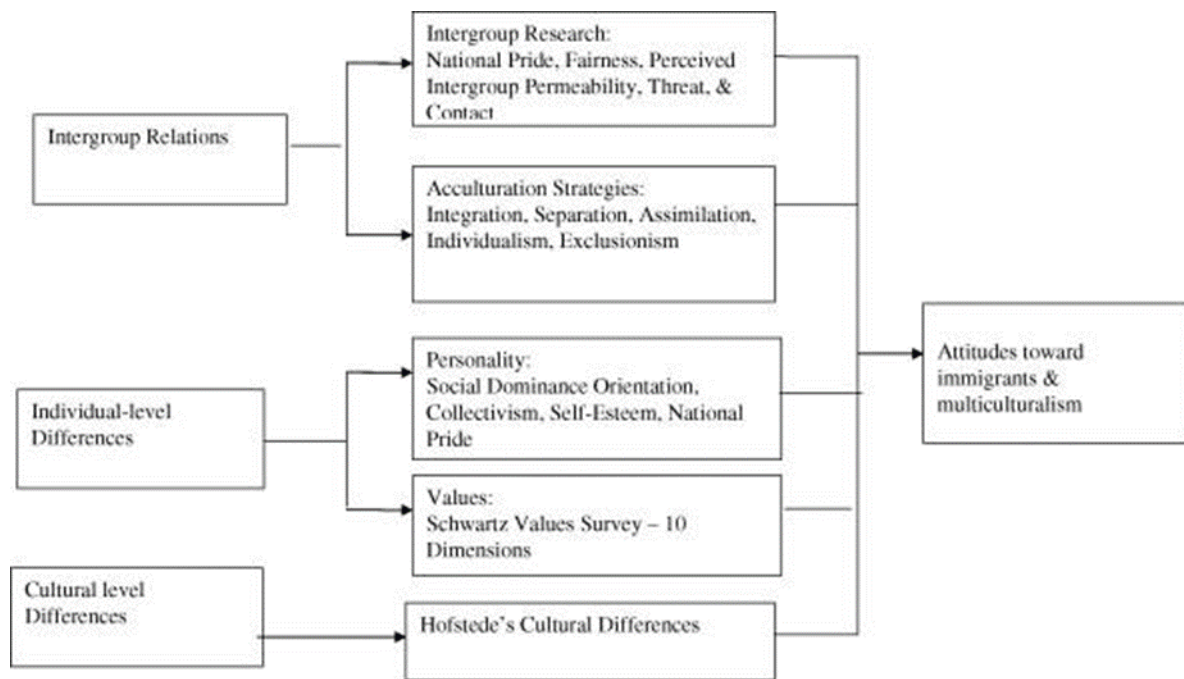 Intergroup Research:
National Pride, Fairness, Perceived
Intergroup Permeability, Threat, &
Contact
Intergroup Relations
Acculturation Strategies:
Integration, Separation, Assimilation,
Individualism, Exclusionism
Personality:
Social Dominance Orientation,
Collectivism, Self-Esteem, National
Pride
Individual-level
Differences
Attitudes toward
immigrants &
multiculturalism
Values:
Schwartz Values Survey – 10
Dimensions
Cultural level
Differences
Hofstede's Cultural Differences